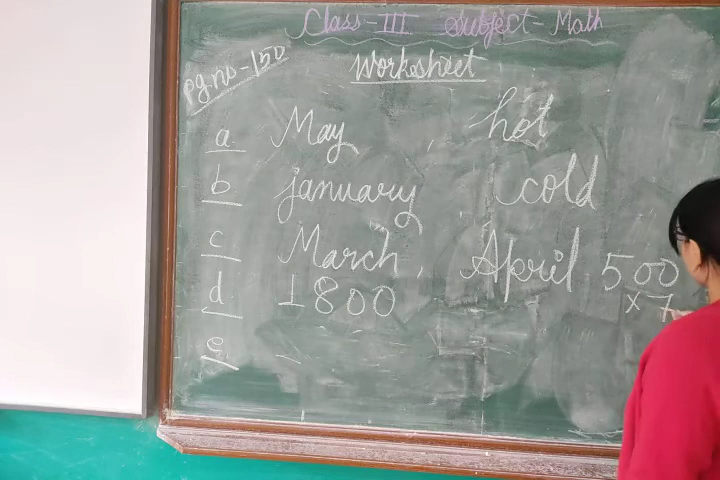 Class-III Subject-Math
Worksheet
pg.no-150
a May, hot
b january, cold
c March, April
d 1800
e
500
×7